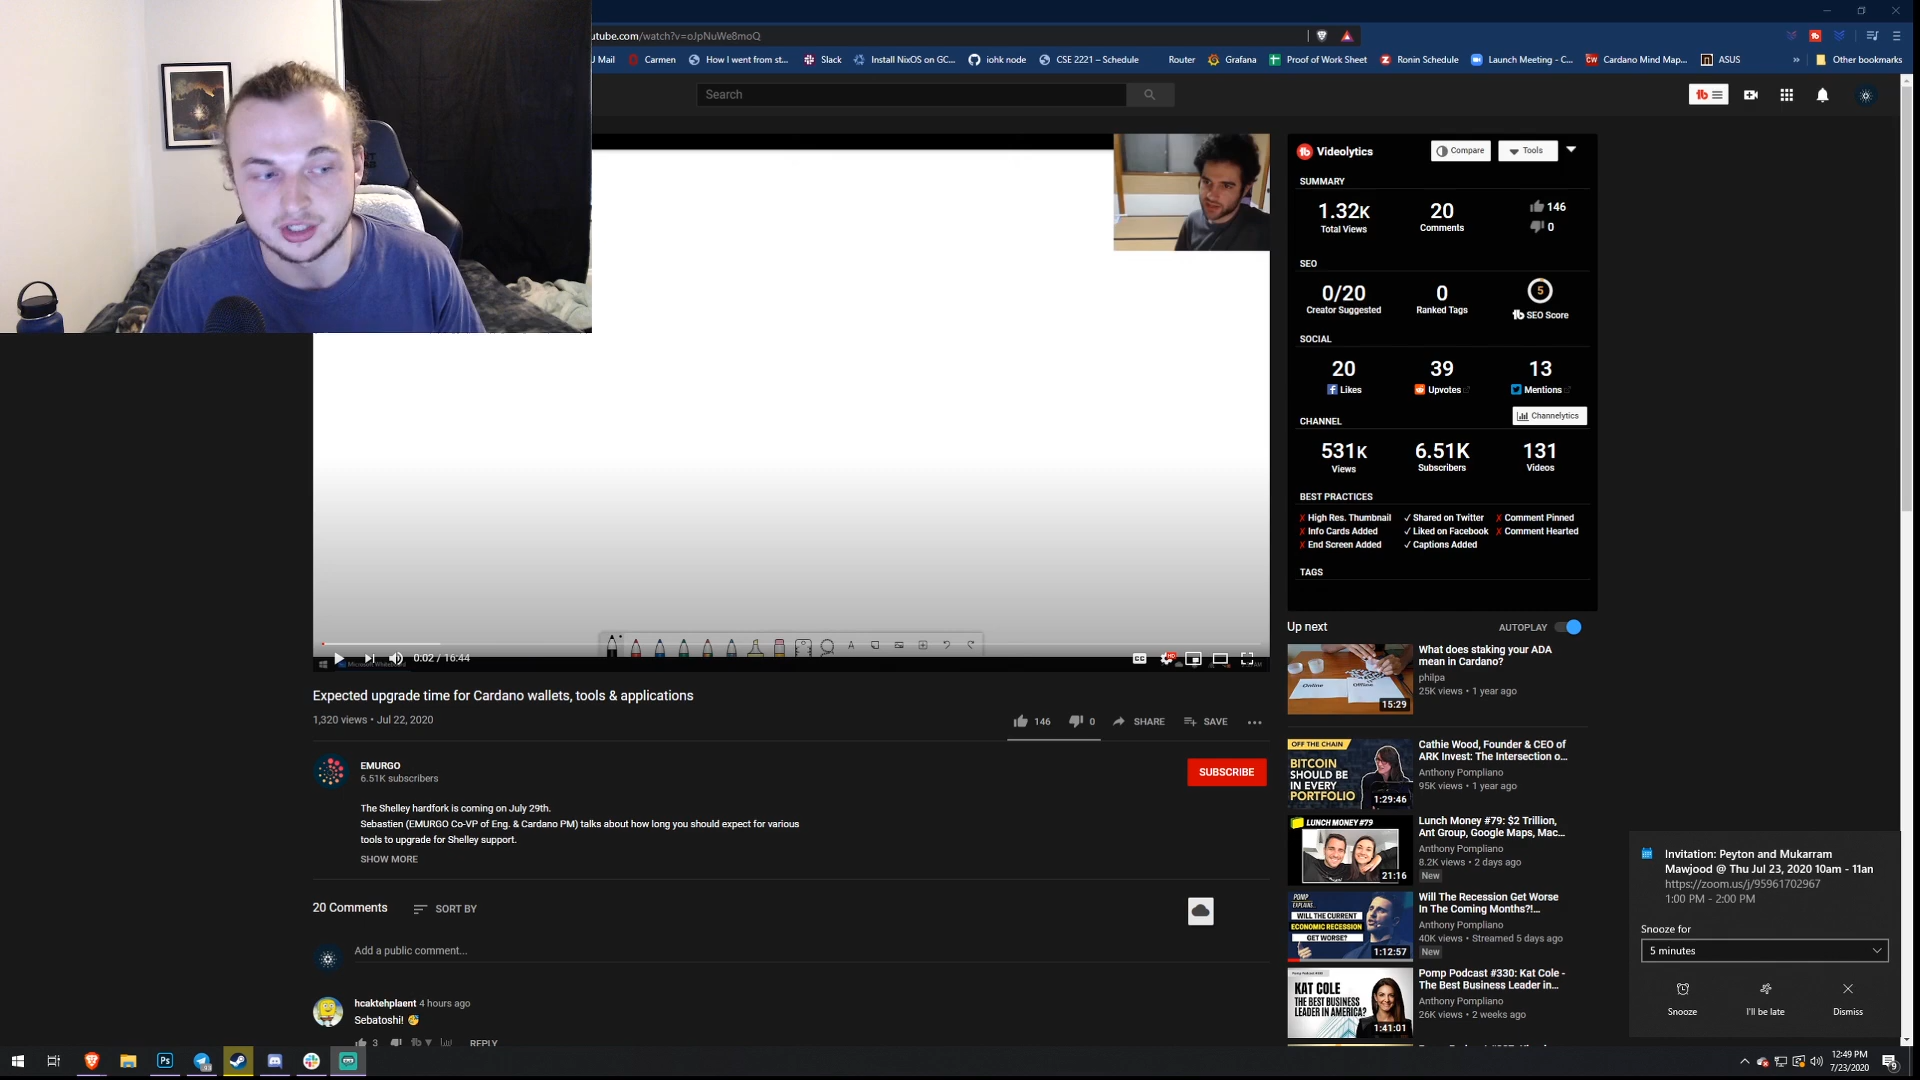 utube.com/watch?v=oJpNuWe8moQ
J Mail
Carmen
How I went from st...
Slack
Install NixOS on GC...
iohk node
CSE 2221 – Schedule
Router
Grafana
Proof of Work Sheet
Ronin Schedule
Launch Meeting - C...
Cardano Mind Map...
ASUS
»
Other bookmarks
Search
Videolytics
Compare
Tools
SUMMARY
1.32K
Total Views
20
Comments
146
0
SEO
0/20
Creator Suggested
0
Ranked Tags
5
SEO Score
SOCIAL
20
Likes
39
Upvotes
13
Mentions
CHANNEL
Channelytics
531K
Views
6.51K
Subscribers
131
Videos
BEST PRACTICES
✗ High Res. Thumbnail ✓ Shared on Twitter ✗ Comment Pinned
✗ Info Cards Added ✓ Liked on Facebook ✗ Comment Hearted
✗ End Screen Added ✓ Captions Added
TAGS
0:02 / 16:44
CC
HD
Expected upgrade time for Cardano wallets, tools & applications
1,320 views • Jul 22, 2020
146
0
SHARE
SAVE
EMURGO
6.51K subscribers
SUBSCRIBE
The Shelley hardfork is coming on July 29th.
Sebastien (EMURGO Co-VP of Eng. & Cardano PM) talks about how long you should expect for various
tools to upgrade for Shelley support.
SHOW MORE
20 Comments
SORT BY
Add a public comment...
hcaktehplaent 4 hours ago
Sebatoshi!
3
REPLY
Up next
AUTOPLAY
Online
Offline
15:29
What does staking your ADA
mean in Cardano?
philpa
25K views • 1 year ago
OFF THE CHAIN
BITCOIN
SHOULD BE
IN EVERY
PORTFOLIO
1:29:46
Cathie Wood, Founder & CEO of
ARK Invest: The Intersection o...
Anthony Pompliano
95K views • 1 year ago
LUNCH MONEY #79
21:16
Lunch Money #79: $2 Trillion,
Ant Group, Google Maps, Mac...
Anthony Pompliano
8.2K views • 2 days ago
New
POMP
EXPLAINS
WILL THE CURRENT
ECONOMIC RECESSION
GET WORSE?
1:12:57
Will The Recession Get Worse
In The Coming Months?!...
Anthony Pompliano
40K views • Streamed 5 days ago
New
KAT COLE
THE BEST BUSINESS
LEADER IN AMERICA?
1:41:01
Pomp Podcast #330: Kat Cole -
The Best Business Leader in...
Anthony Pompliano
26K views • 2 weeks ago
Invitation: Peyton and Mukarram
Mawjood @ Thu Jul 23, 2020 10am - 11an
https://zoom.us/j/95961702967
1:00 PM - 2:00 PM
Snooze for
5 minutes
Snooze
I'll be late
Dismiss
Ps
12:49 PM
7/23/2020
9